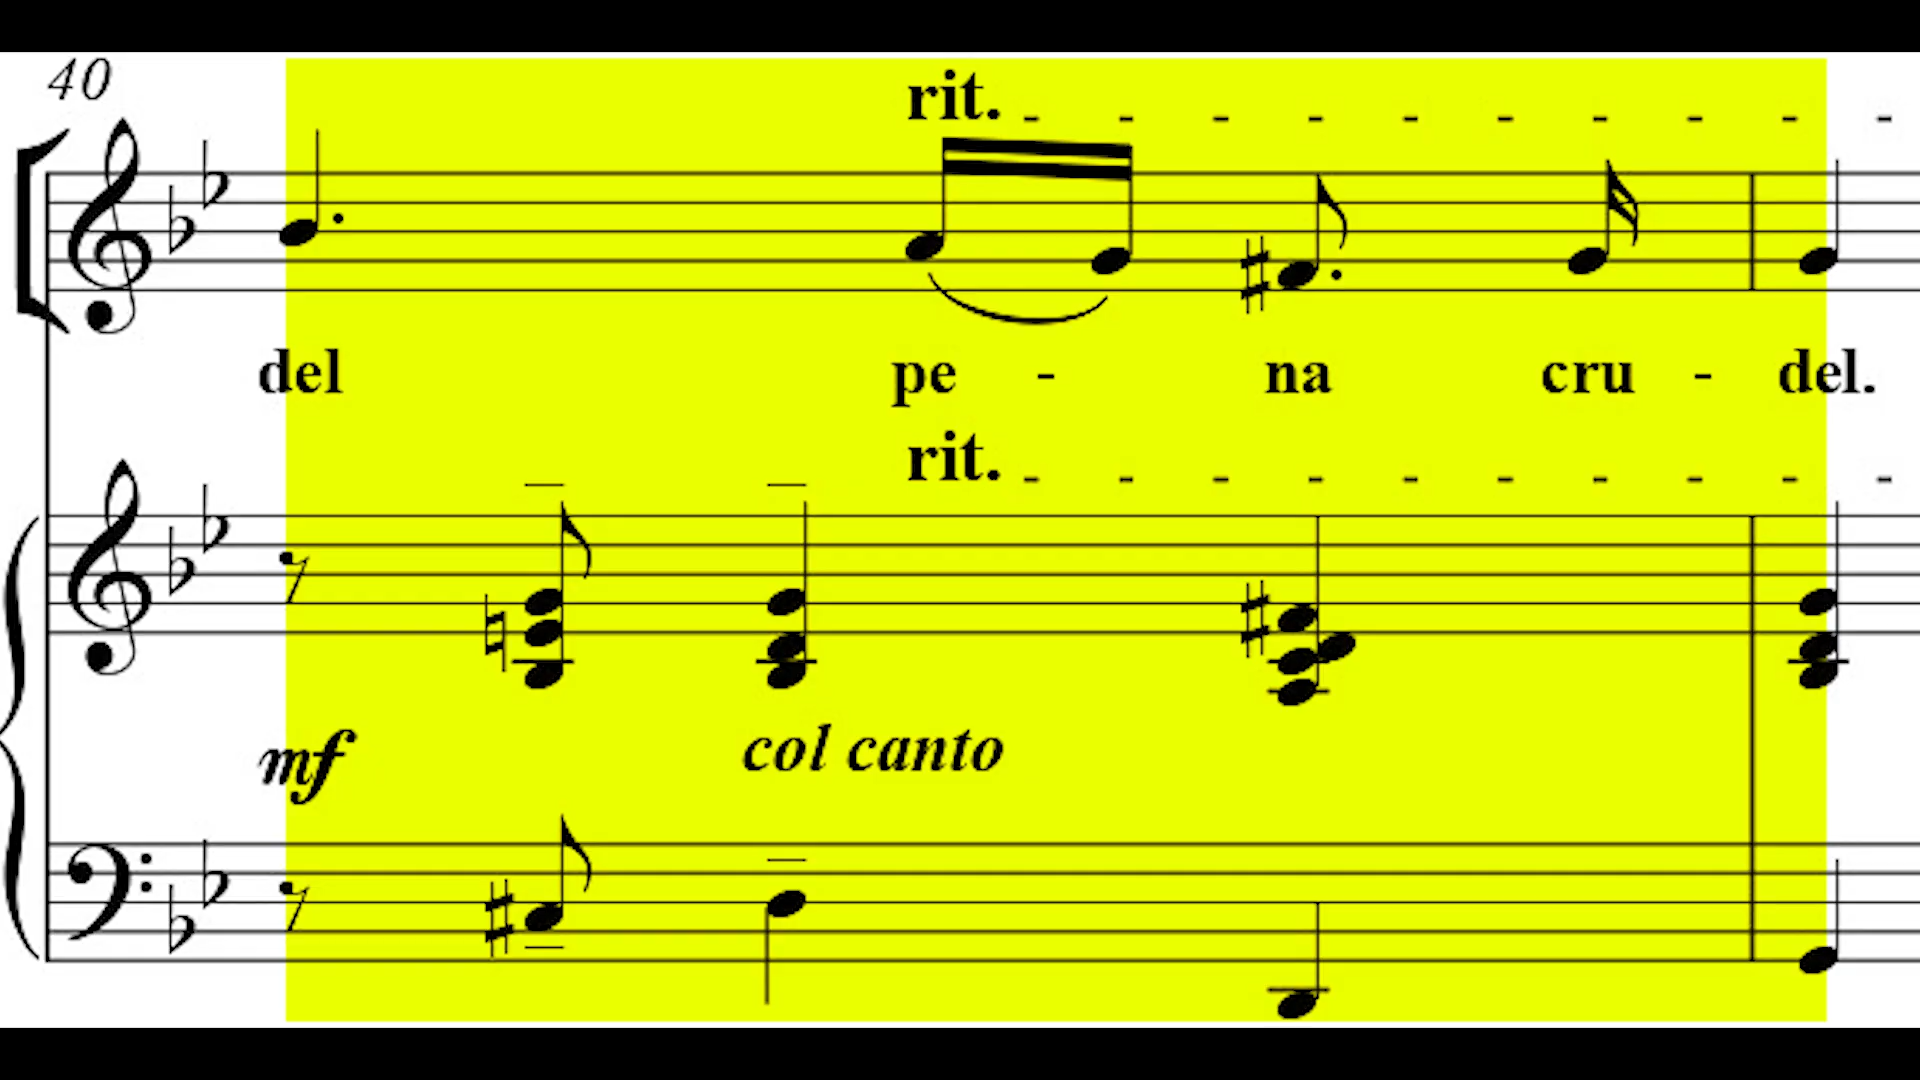 40
rit.
del pe - na cru - del.
rit.
mf
col canto